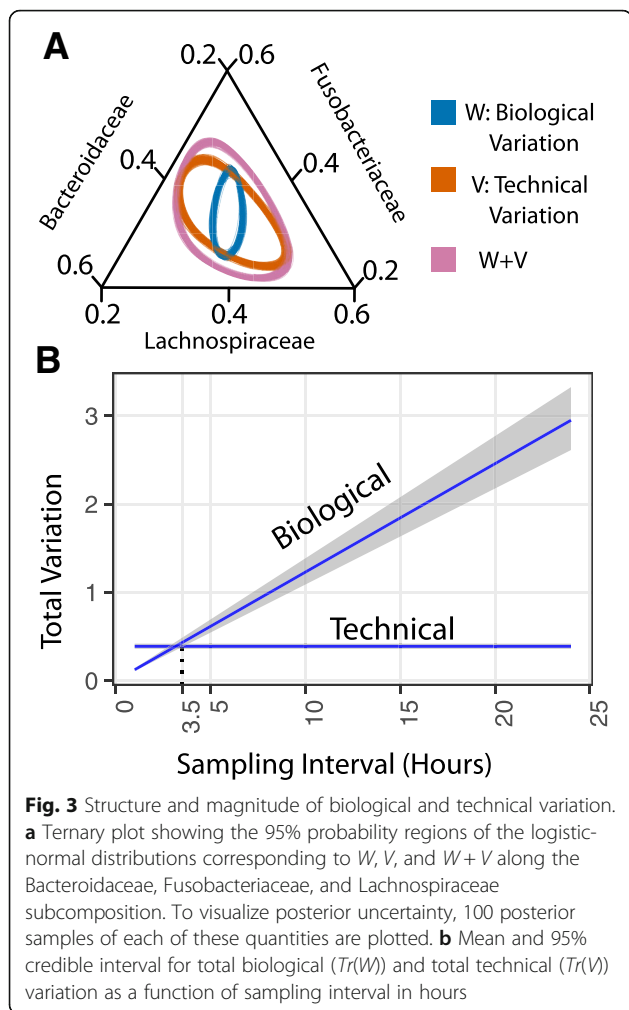 A
0.2 0.6
Bacteroidaceae
Fusobacteriaceae
0.4
0.4
0.6
0.2
0.2
0.4
0.6
Lachnospiraceae
W: Biological
Variation
V: Technical
Variation
W+V
B
Total Variation
3
2
1
0
Biological
Technical
0
3.5
5
10
15
20
25
Sampling Interval (Hours)
Fig. 3 Structure and magnitude of biological and technical variation.
a Ternary plot showing the 95% probability regions of the logistic-
normal distributions corresponding to W, V, and W + V along the
Bacteroidaceae, Fusobacteriaceae, and Lachnospiraceae
subcomposition. To visualize posterior uncertainty, 100 posterior
samples of each of these quantities are plotted. b Mean and 95%
credible interval for total biological (Tr(W)) and total technical (Tr(V))
variation as a function of sampling interval in hours